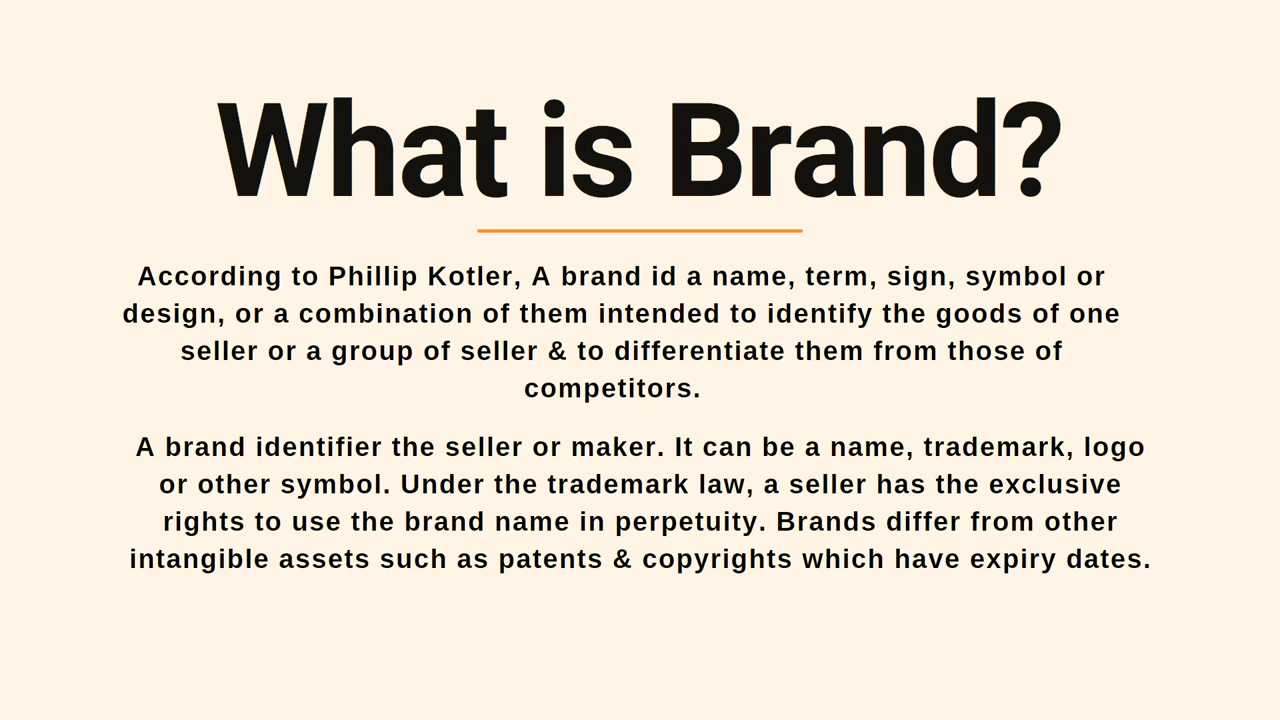 What is Brand?
According to Phillip Kotler, A brand id a name, term, sign, symbol or
design, or a combination of them intended to identify the goods of one
seller or a group of seller & to differentiate them from those of
competitors.
A brand identifier the seller or maker. It can be a name, trademark, logo
or other symbol. Under the trademark law, a seller has the exclusive
rights to use the brand name in perpetuity. Brands differ from other
intangible assets such as patents & copyrights which have expiry dates.